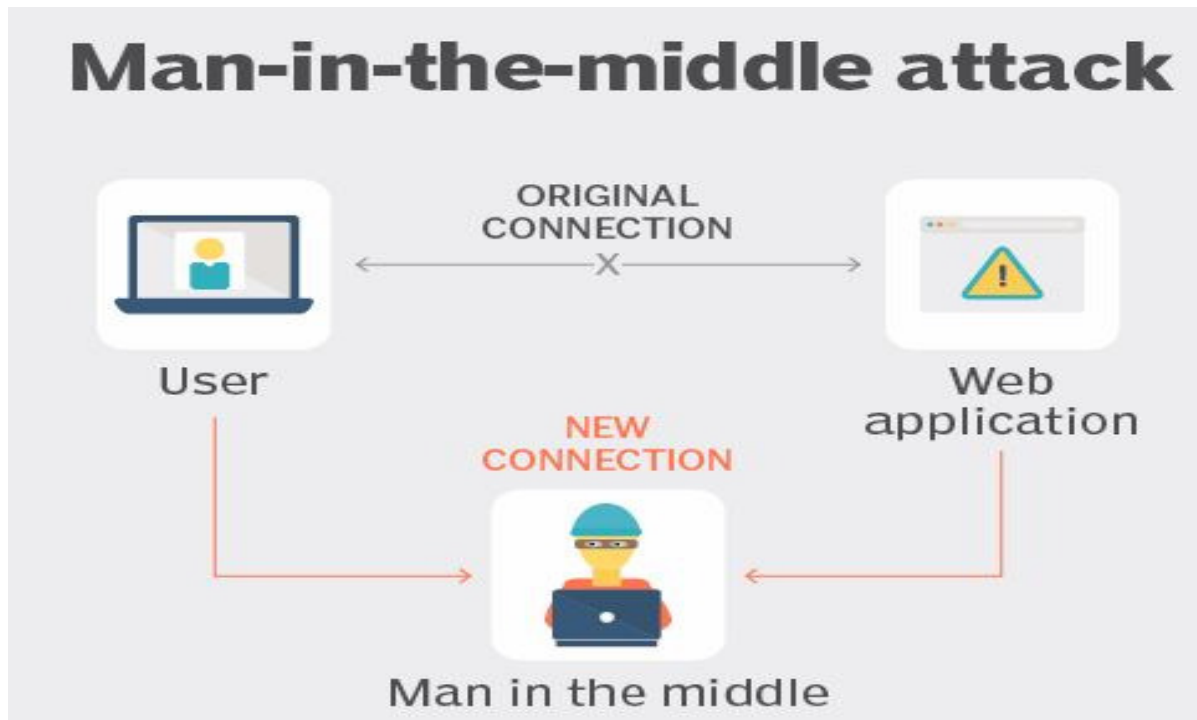 Man-in-the-middle attack
ORIGINAL
CONNECTION
X
User
Web
application
NEW
CONNECTION
!
Man in the middle